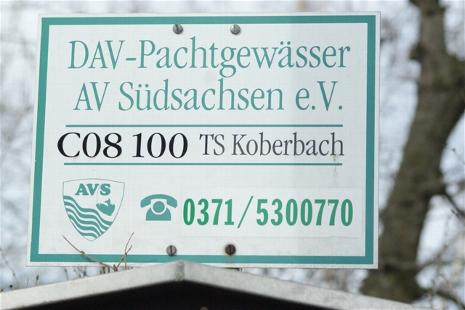 DAV-Pachtgewässer
AV Südsachsen e.V.
C08 100 TS Koberbach
AVS
0371/5300770